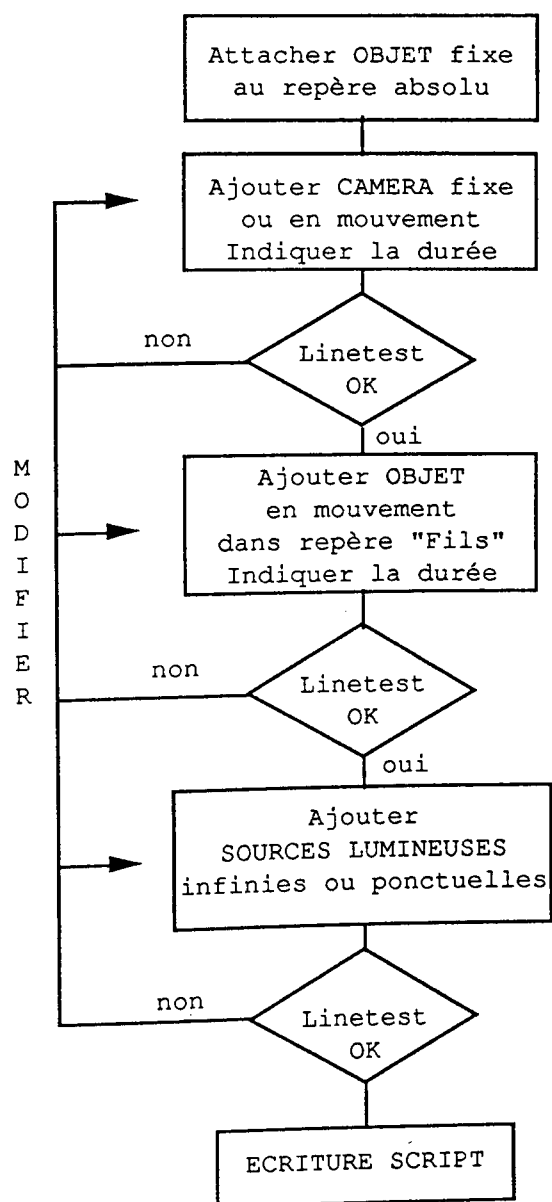 Attacher OBJET fixe
au repère absolu
Ajouter CAMERA fixe
ou en mouvement
Indiquer la durée
non
Linetest
OK
oui
MODIFIER
Ajouter OBJET
en mouvement
dans repère "Fils"
Indiquer la durée
non
Linetest
OK
oui
Ajouter
SOURCES LUMINEUSES
infinies ou ponctuelles
non
Linetest
OK
ECRITURE SCRIPT